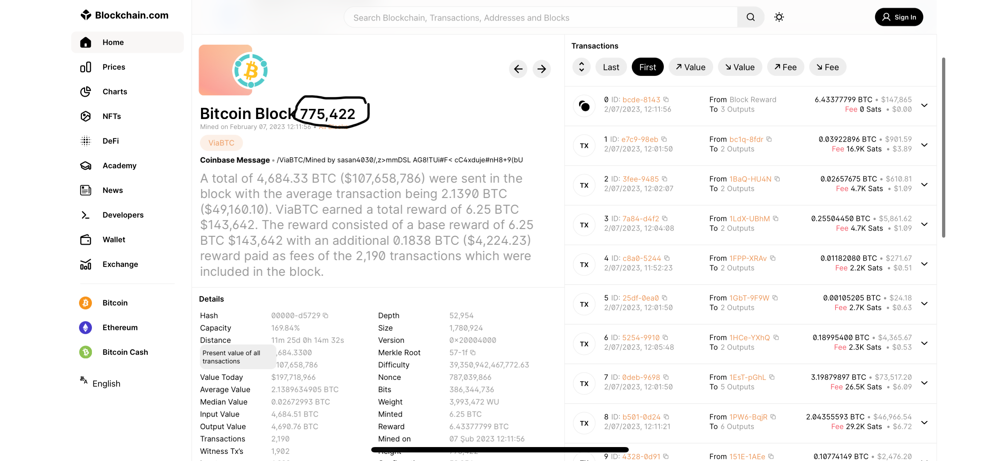 Blockchain.com
Search Blockchain, Transactions, Addresses and Blocks
Sign In
Home
Prices
Charts
NFTs
DeFi
Academy
News
Developers
Wallet
Exchange
Bitcoin
Ethereum
Bitcoin Cash
English
Bitcoin Block 775,422
Mined on February 07, 2023 12:11:56 • All Blocks
ViaBTC
Coinbase Message • /ViaBTC/Mined by sasan4030/,z>mmDSL AG8!TUi#F< cC4xduje#nH8+9(bU
A total of 4,684.33 BTC ($107,658,786) were sent in the
block with the average transaction being 2.1390 BTC
($49,160.10). ViaBTC earned a total reward of 6.25 BTC
$143,642. The reward consisted of a base reward of 6.25
BTC $143,642 with an additional 0.1838 BTC ($4,224.23)
reward paid as fees of the 2,190 transactions which were
included in the block.
Details
Hash 00000-d5729
Capacity 169.84%
Distance 11m 25d 0h 14m 32s
Present value of all
transactions
,684.3300
107,658,786
Value Today $197,718,966
Average Value 2.1389634905 BTC
Median Value 0.02672993 BTC
Input Value 4,684.51 BTC
Output Value 4,690.76 BTC
Transactions 2,190
Witness Tx's 1,902
Depth 52,954
Size 1,780,924
Version 0×20004000
Merkle Root 57-1f
Difficulty 39,350,942,467,772.63
Nonce 787,039,866
Bits 386,344,736
Weight 3,993,472 WU
Minted 6.25 BTC
Reward 6.43377799 BTC
Mined on 07 Şub 2023 12:11:56
Height 775,422
Transactions
Last First ↗ Value ↘ Value ↗ Fee ↘ Fee
0 ID: bcde-8143 From Block Reward 6.43377799 BTC • $147,865
2/07/2023, 12:11:56 To 3 Outputs Fee 0 Sats • $0.00
TX 1 ID: e7c9-98eb From bc1q-8fdr 0.03922896 BTC • $901.59
2/07/2023, 12:01:50 To 2 Outputs Fee 16.9K Sats • $3.89
TX 2 ID: 3fee-9485 From 1BaQ-HU4N 0.02657675 BTC • $610.81
2/07/2023, 12:02:07 To 2 Outputs Fee 4.7K Sats • $1.09
TX 3 ID: 7a84-d4f2 From 1LdX-UBhM 0.25504450 BTC • $5,861.62
2/07/2023, 12:04:08 To 2 Outputs Fee 4.7K Sats • $1.09
TX 4 ID: c8a0-5244 From 1FPP-XRAv 0.01182080 BTC • $271.67
2/07/2023, 11:52:23 To 2 Outputs Fee 2.2K Sats • $0.51
TX 5 ID: 25df-0ea0 From 1GbT-9F9W 0.00105205 BTC • $24.18
2/07/2023, 12:01:50 To 2 Outputs Fee 2.7K Sats • $0.63
TX 6 ID: 5254-9910 From 1HCe-YXhQ 0.18995400 BTC • $4,365.67
2/07/2023, 12:05:48 To 2 Outputs Fee 2.3K Sats • $0.53
TX 7 ID: 0deb-9698 From 1EsT-pGhL 3.19879897 BTC • $73,517.20
2/07/2023, 12:01:50 To 5 Outputs Fee 26.5K Sats • $6.09
TX 8 ID: b501-0d24 From 1PW6-BqjR 2.04355593 BTC • $46,966.54
2/07/2023, 12:11:21 To 6 Outputs Fee 29.2K Sats • $6.72
9 ID: 4328-0d91 From 151E-1AEe 0.10774149 BTC • $2,476.20